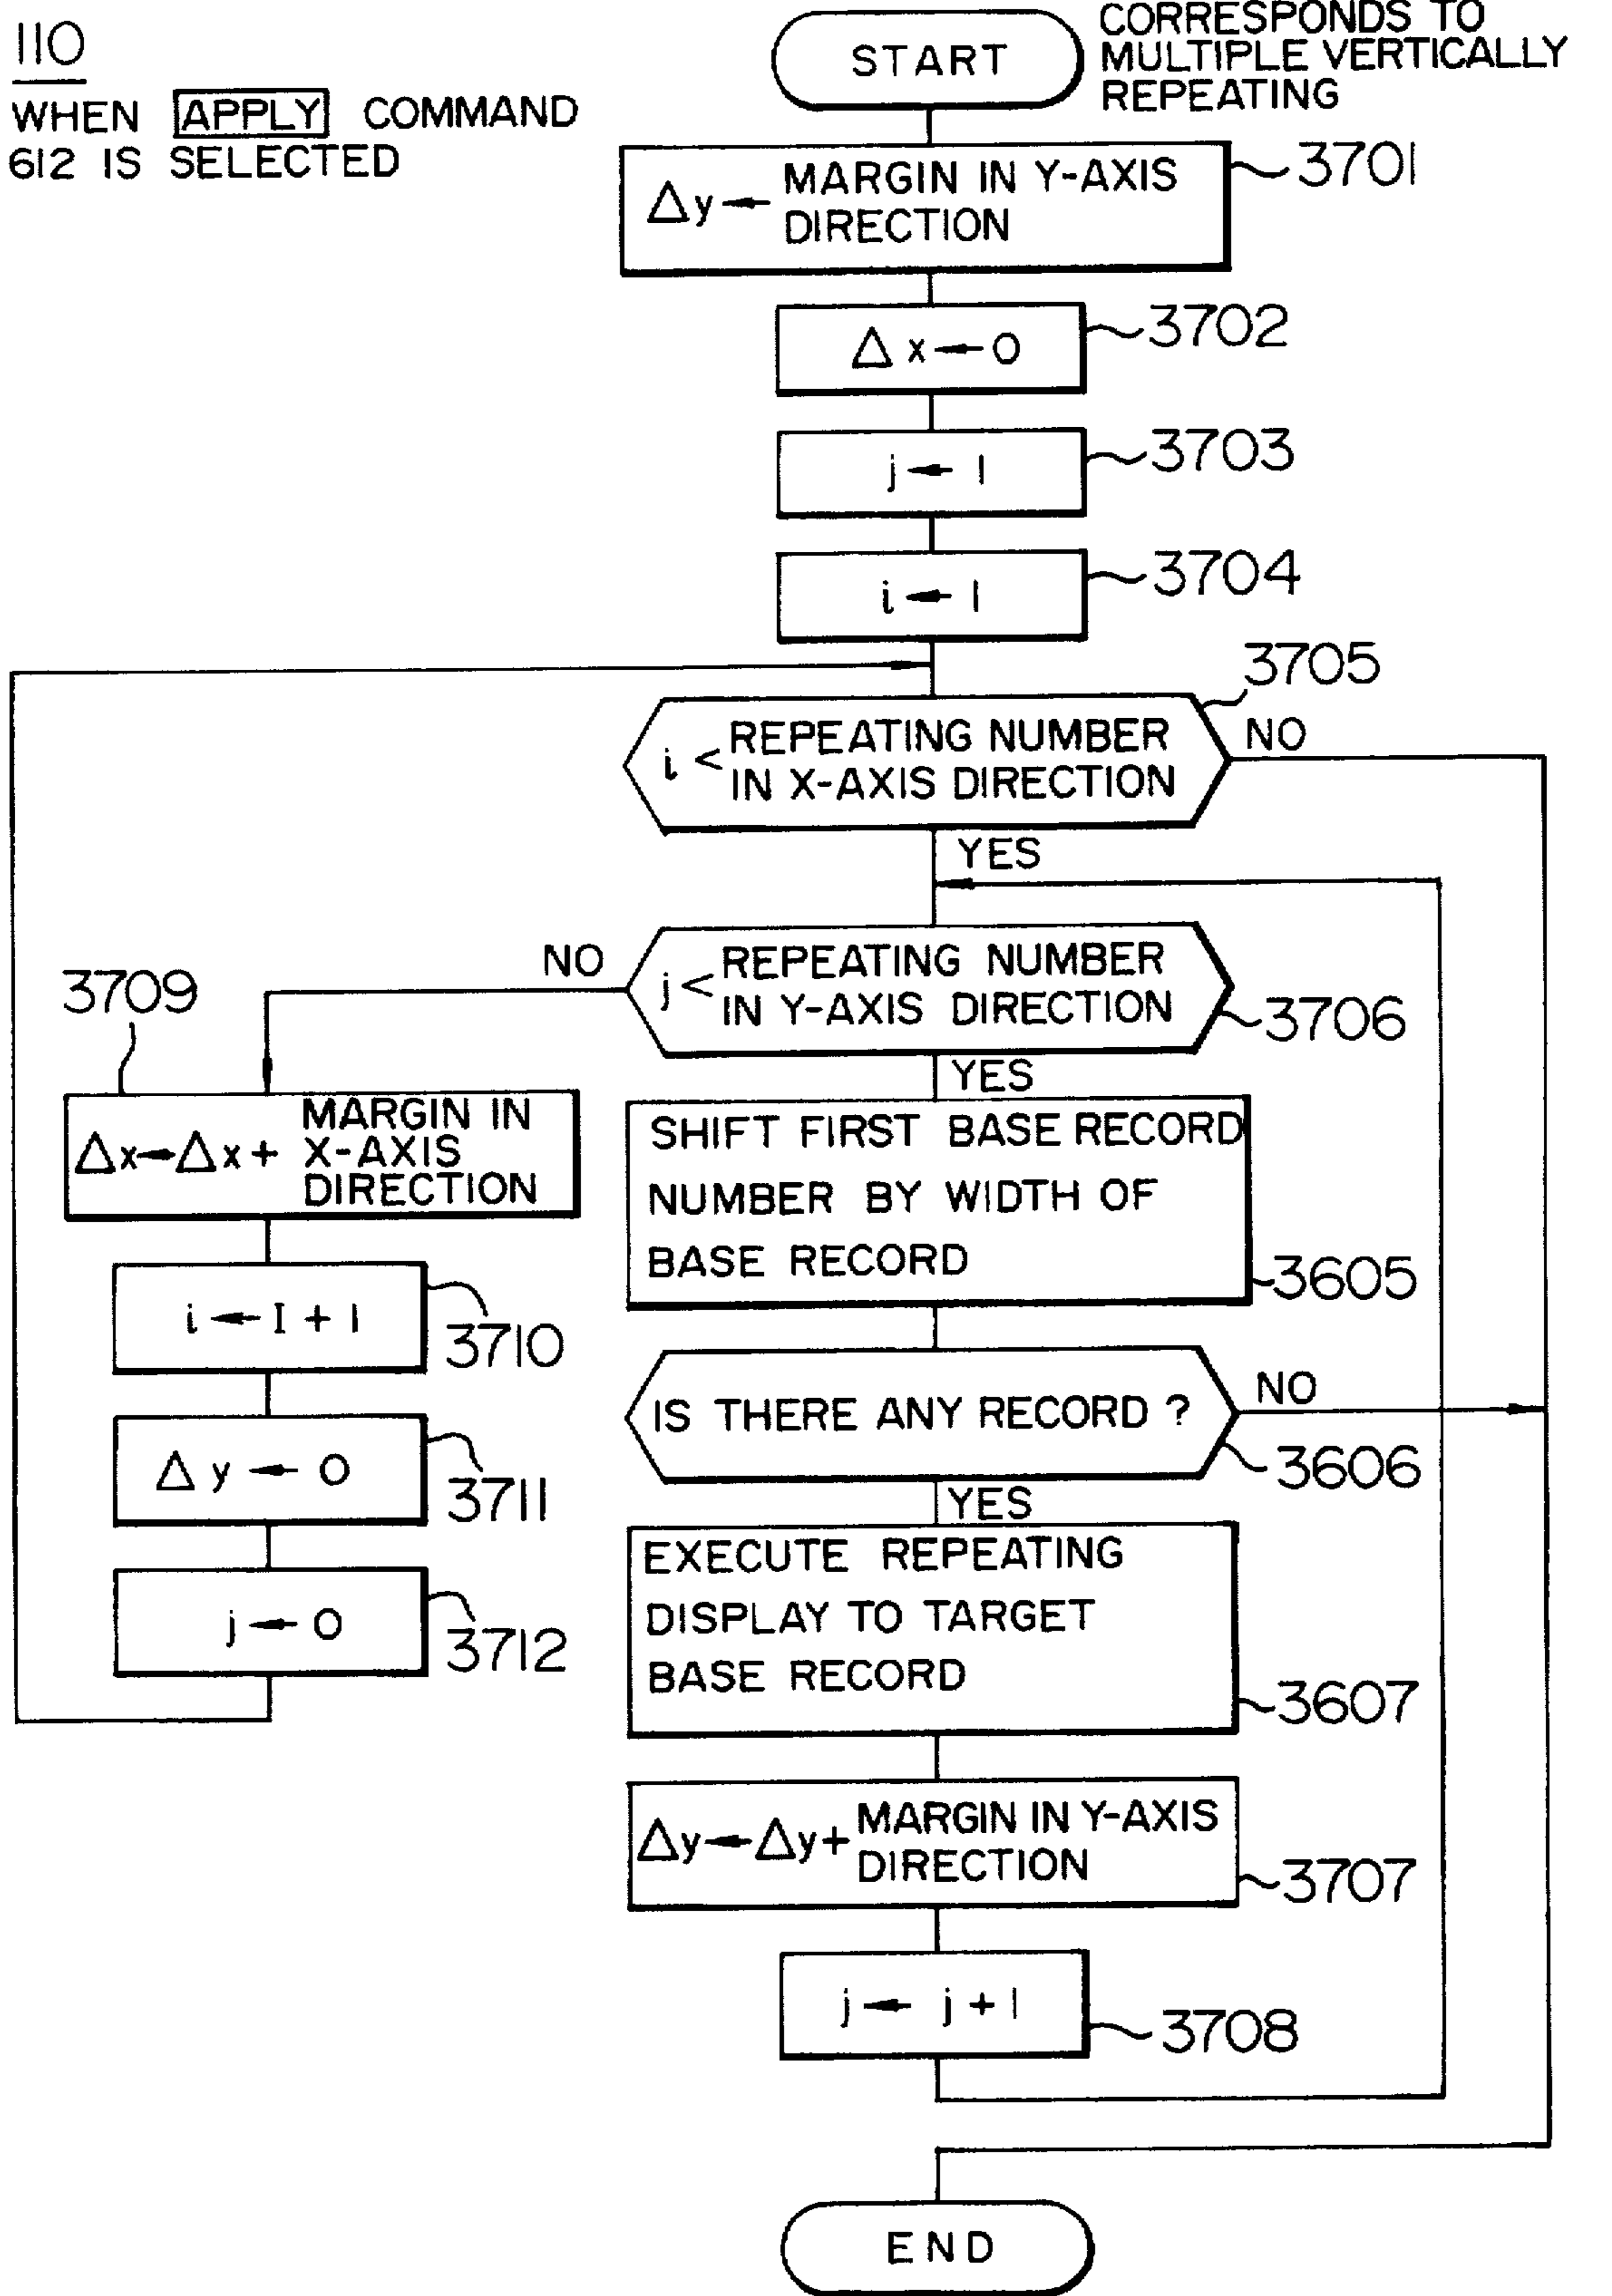 110
WHEN APPLY COMMAND
612 IS SELECTED
START
CORRESPONDS TO
MULTIPLE VERTICALLY
REPEATING
Δy ← MARGIN IN Y-AXIS
DIRECTION
3701
Δx ← 0
3702
j ← 1
3703
i ← 1
3704
3705
i < REPEATING NUMBER
IN X-AXIS DIRECTION
NO
YES
NO
j < REPEATING NUMBER
IN Y-AXIS DIRECTION
3706
YES
3709
Δx ← Δx + MARGIN IN
X-AXIS
DIRECTION
SHIFT FIRST BASE RECORD
NUMBER BY WIDTH OF
BASE RECORD
3605
i ← I + 1
3710
IS THERE ANY RECORD ?
NO
3606
YES
Δy ← 0
3711
EXECUTE REPEATING
DISPLAY TO TARGET
BASE RECORD
3607
j ← 0
3712
Δy ← Δy + MARGIN IN Y-AXIS
DIRECTION
3707
j ← j + 1
3708
END